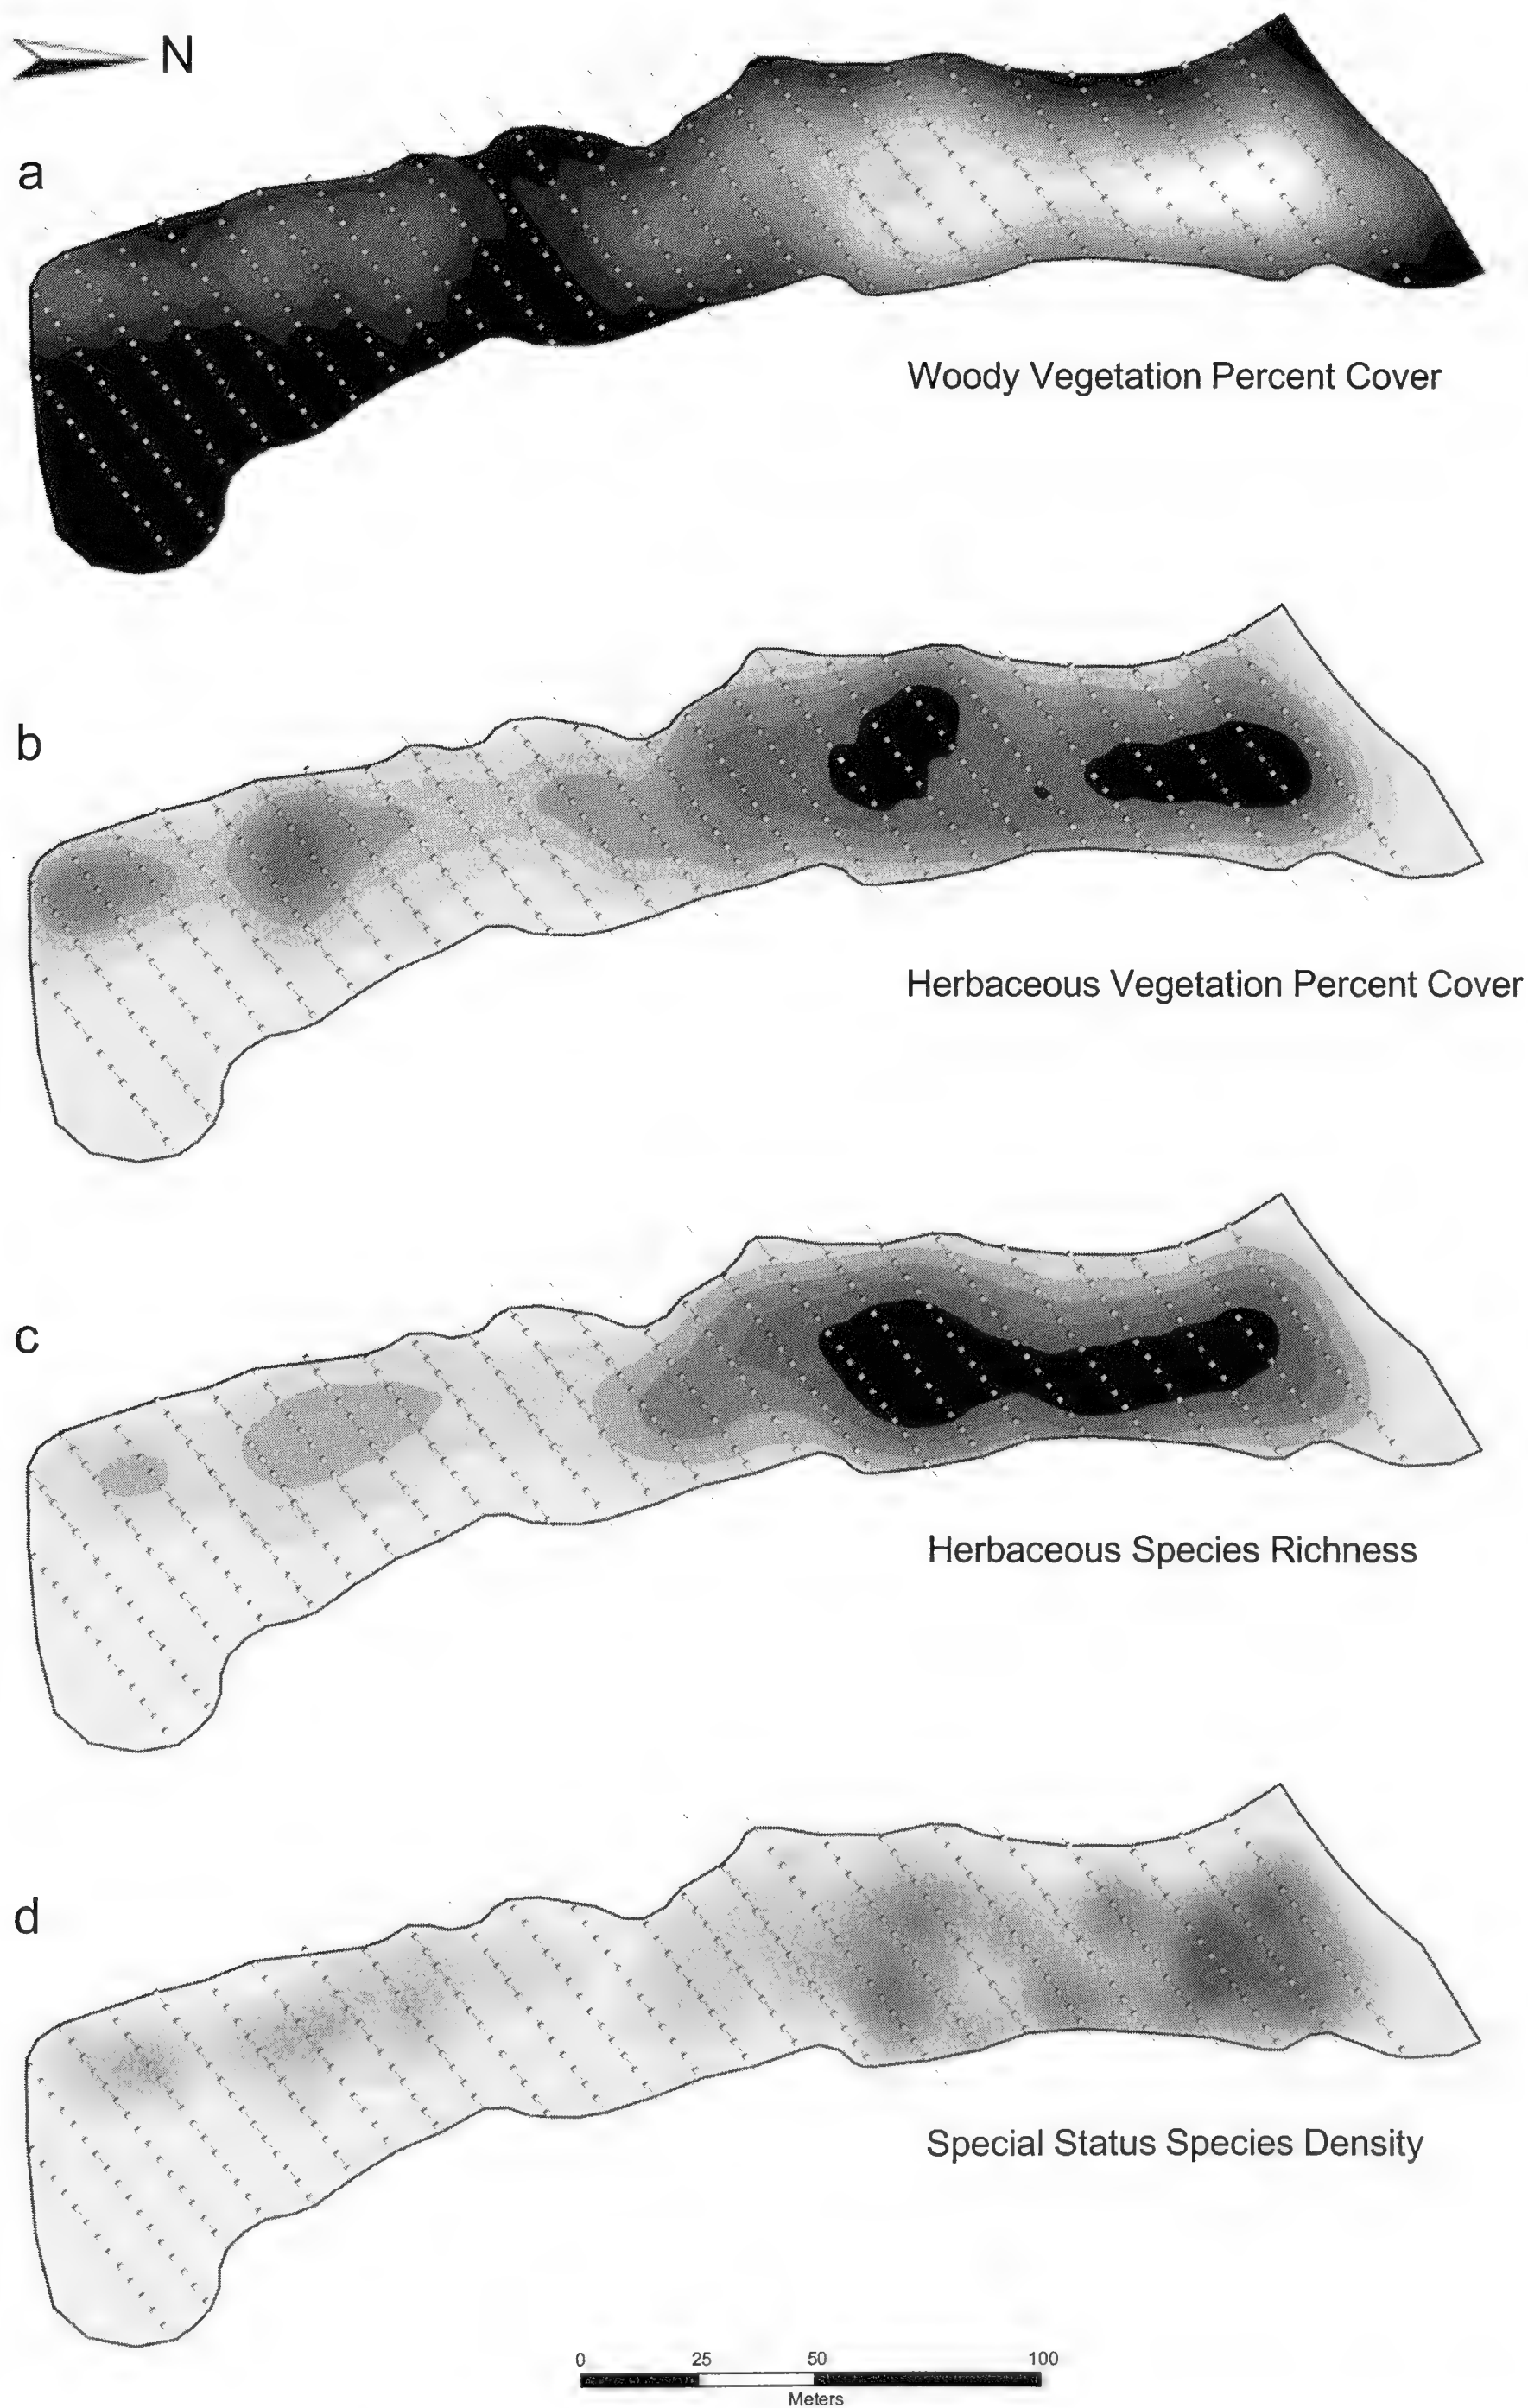 N
a
Woody Vegetation Percent Cover
b
Herbaceous Vegetation Percent Cover
c
Herbaceous Species Richness
d
Special Status Species Density
0 25 50 100
Meters